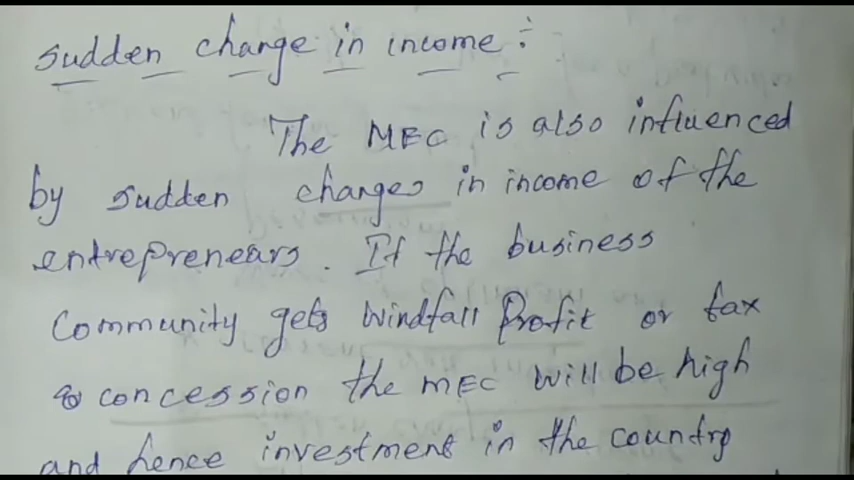 sudden change in income :-
The MEC is also influenced
by sudden changes in income of the
entreprenears. If the business
Community gets windfall Profit or tax
concession the MEC will be high
and hence investment in the country